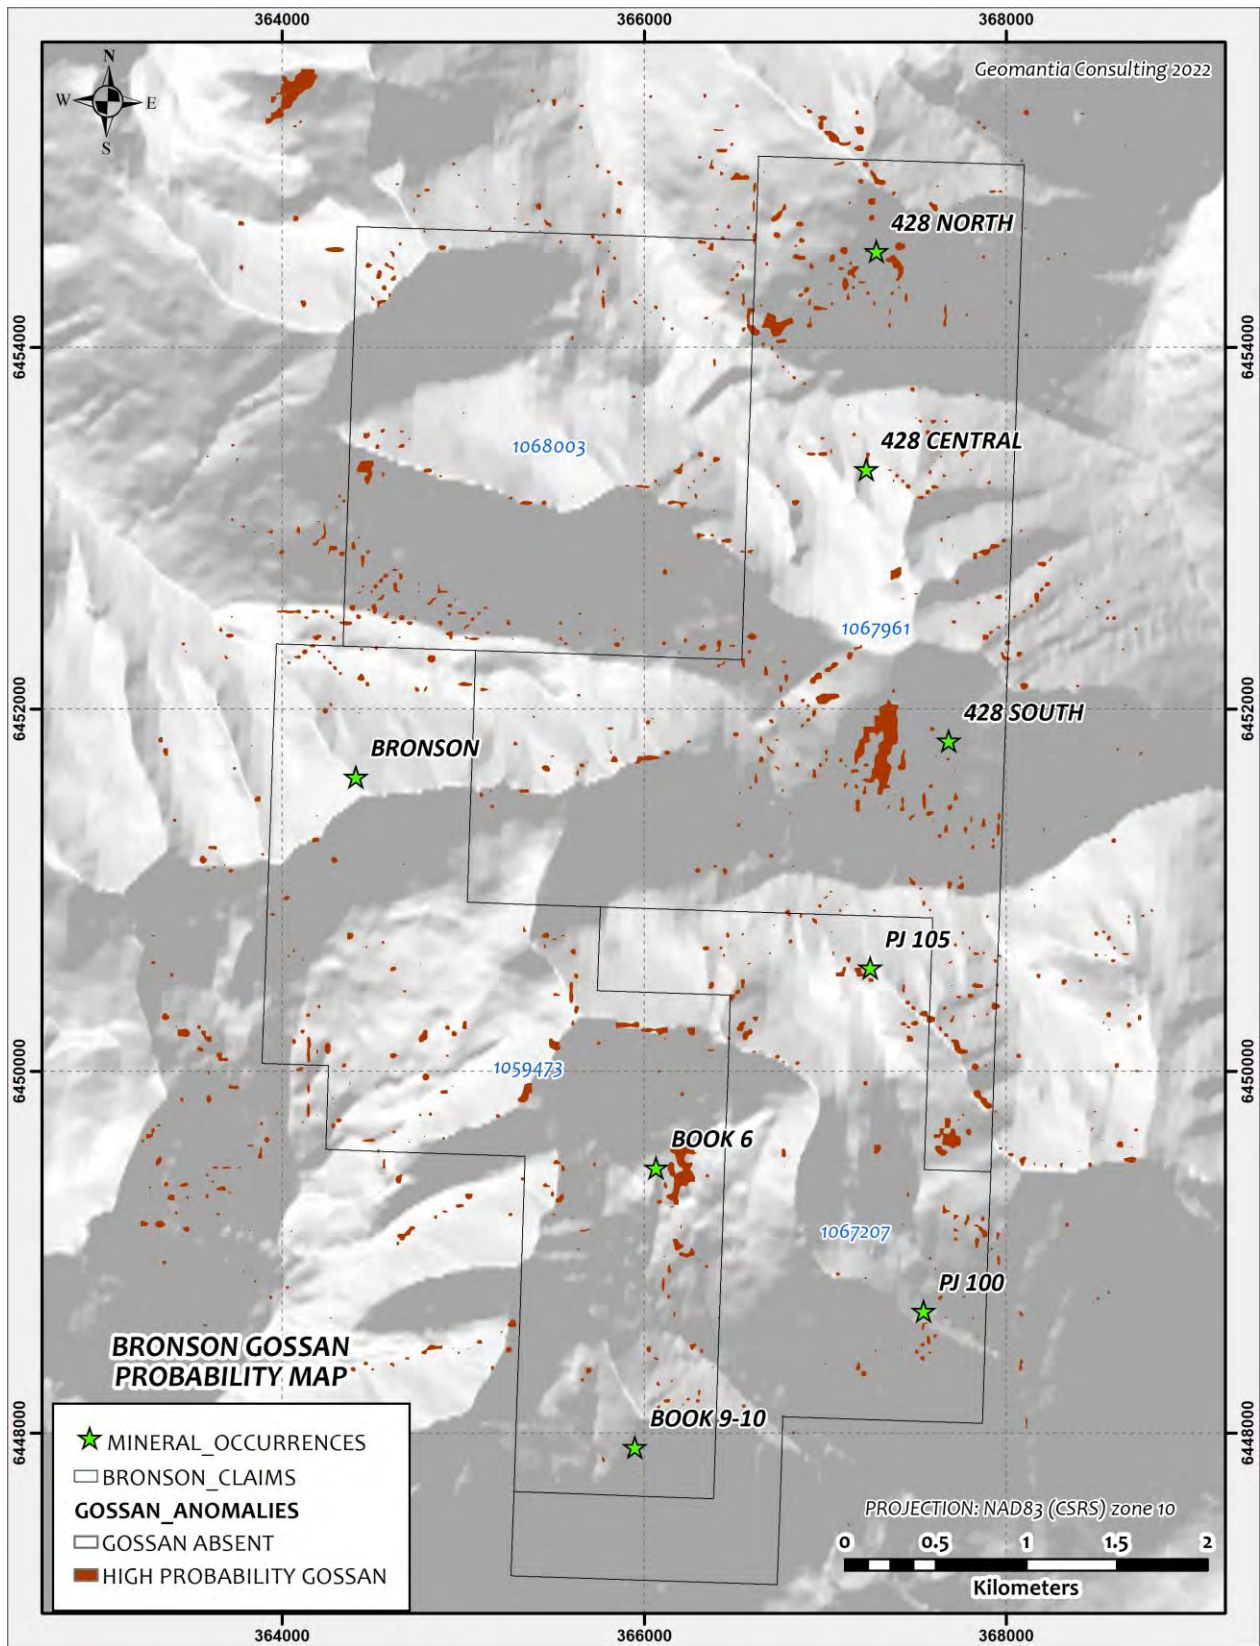 364000
366000
368000
N
W
E
S
Geomantia Consulting 2022
428 NORTH
6454000
6454000
428 CENTRAL
1068003
1067961
6452000
6452000
428 SOUTH
BRONSON
PJ 105
6450000
6450000
1059473
BOOK 6
1067207
PJ 100
BRONSON GOSSAN
PROBABILITY MAP
BOOK 9-10
6448000
6448000
MINERAL_OCCURRENCES
BRONSON_CLAIMS
GOSSAN_ANOMALIES
GOSSAN ABSENT
HIGH PROBABILITY GOSSAN
PROJECTION: NAD83 (CSRS) zone 10
0 0.5 1 1.5 2
Kilometers
364000
366000
368000